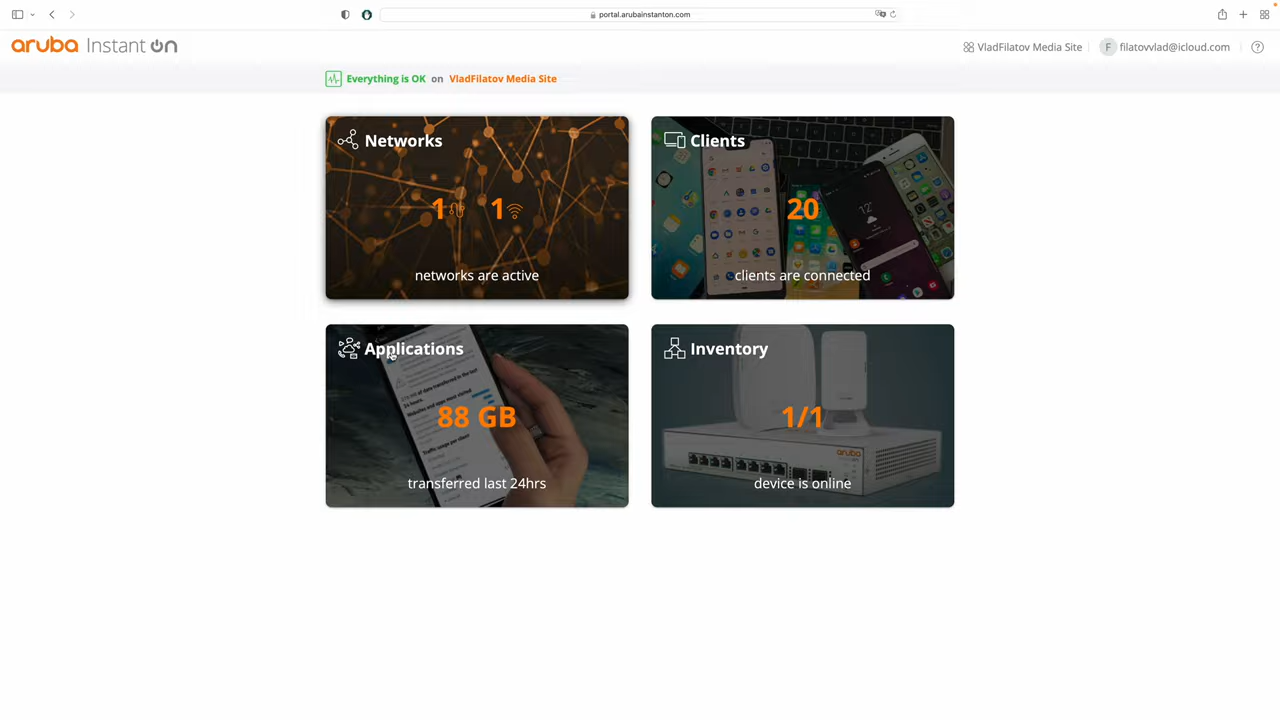 portal.arubainstanton.com
aruba Instant On
VladFilatov Media Site
F filatovvlad@icloud.com
Everything is OK on VladFilatov Media Site
Networks
1 1
networks are active
Clients
20
clients are connected
Applications
88 GB
transferred last 24hrs
Inventory
1/1
device is online
aruba